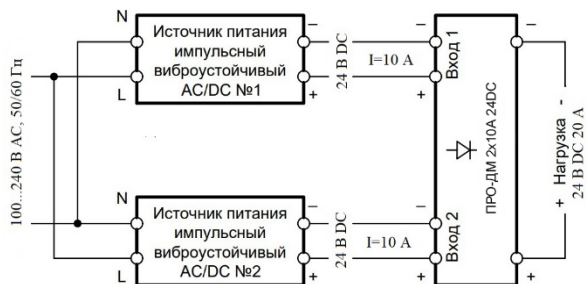 100...240 В AC, 50/60 Гц
N
L
Источник питания
импульсный
виброустойчивый
AC/DC №1
–
+
24 В DC
I=10 А
Вход 1
N
L
Источник питания
импульсный
виброустойчивый
AC/DC №2
–
+
24 В DC
I=10 А
Вход 2
ПРО-ДМ 2х10А 24DC
–
+
+ Нагрузка -
24 В DC 20 А